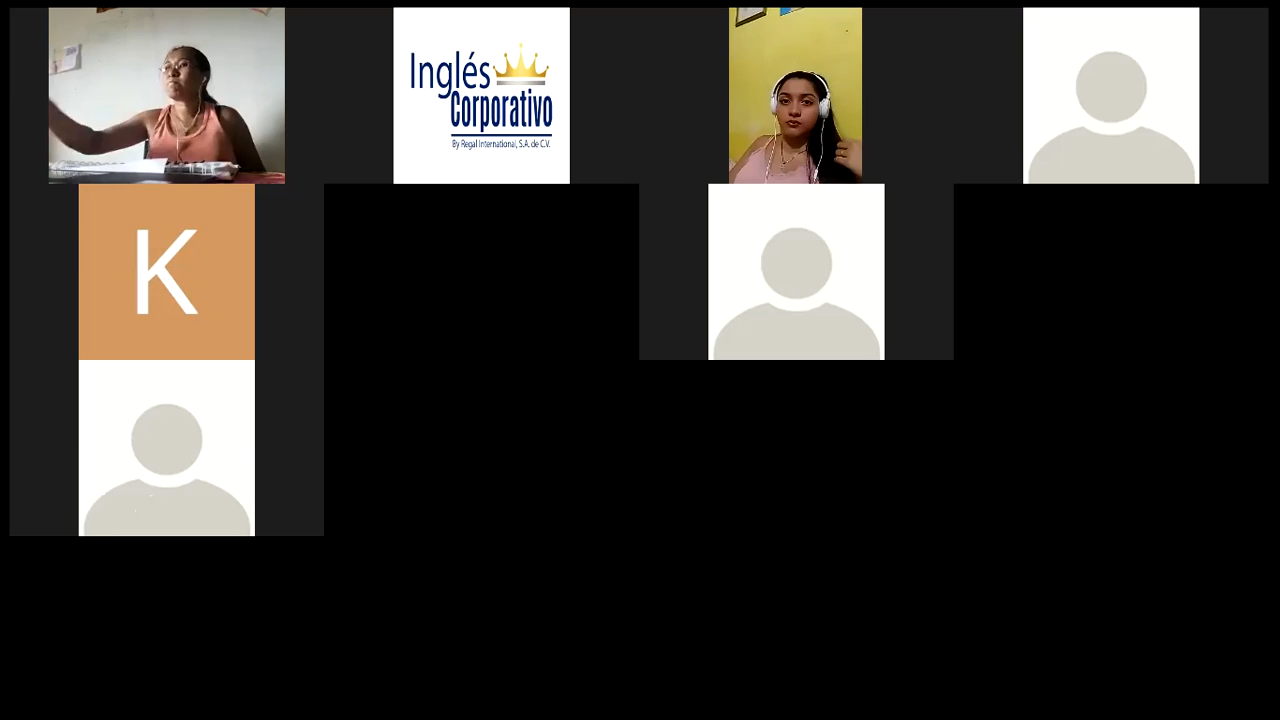 Inglés
Corporativo
By Regal International, S.A. de C.V.
K